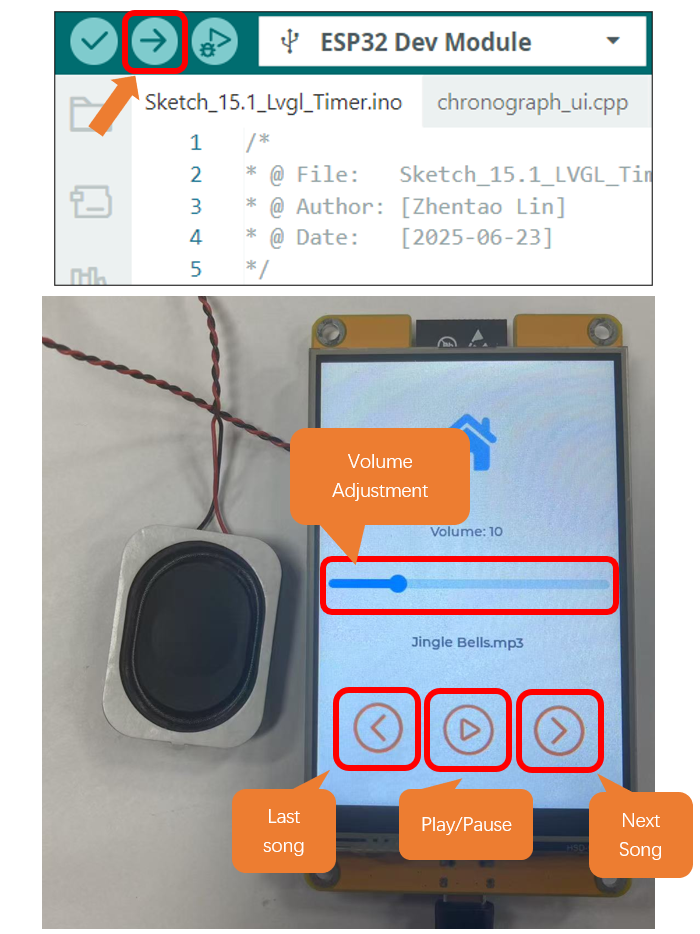 ESP32 Dev Module
Sketch_15.1_Lvgl_Timer.ino
chronograph_ui.cpp
1 /*
2 * @ File: Sketch_15.1_LVGL_Tim
3 * @ Author: [Zhentao Lin]
4 * @ Date: [2025-06-23]
5 */
Volume
Adjustment
Volume: 10
Jingle Bells.mp3
Last
song
Play/Pause
Next
Song